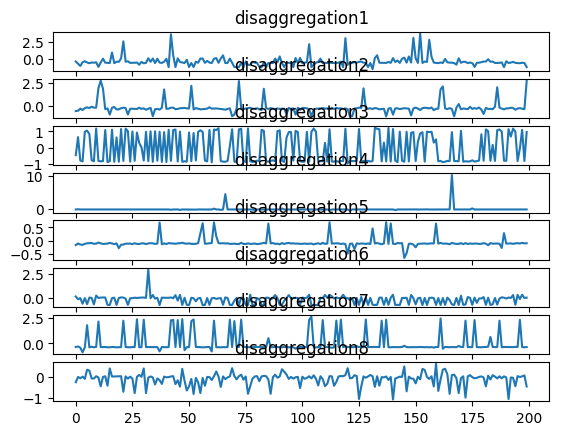 disaggregation1
2.5
0.0
disaggregation2
2.5
0.0
disaggregation3
1
0
−1
disaggregation4
10
0
disaggregation5
0.5
0.0
−0.5
disaggregation6
2.5
0.0
disaggregation7
2.5
0.0
disaggregation8
0
−1
0 25 50 75 100 125 150 175 200